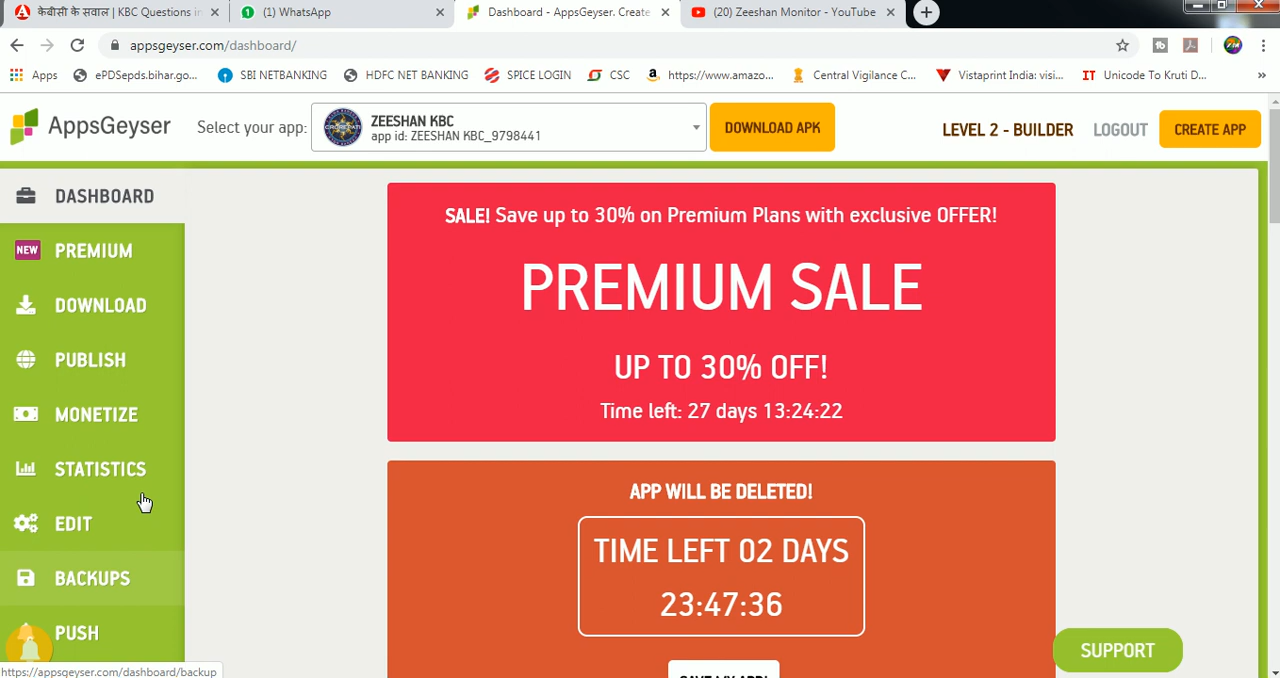 केबीसी के सवाल | KBC Questions in
(1) WhatsApp
Dashboard - AppsGeyser. Create
(20) Zeeshan Monitor - YouTube
appsgeyser.com/dashboard/
Apps
ePDSepds.bihar.go...
SBI NETBANKING
HDFC NET BANKING
SPICE LOGIN
CSC
https://www.amazo...
Central Vigilance C...
Vistaprint India: visi...
IT Unicode To Kruti D...
AppsGeyser
Select your app:
ZEESHAN KBC
app id: ZEESHAN KBC_9798441
DOWNLOAD APK
LEVEL 2 - BUILDER
LOGOUT
CREATE APP
DASHBOARD
NEW PREMIUM
DOWNLOAD
PUBLISH
MONETIZE
STATISTICS
EDIT
BACKUPS
PUSH
SALE! Save up to 30% on Premium Plans with exclusive OFFER!
PREMIUM SALE
UP TO 30% OFF!
Time left: 27 days 13:24:22
APP WILL BE DELETED!
TIME LEFT 02 DAYS
23:47:36
SAVE MY APP!
SUPPORT
https://appsgeyser.com/dashboard/backup